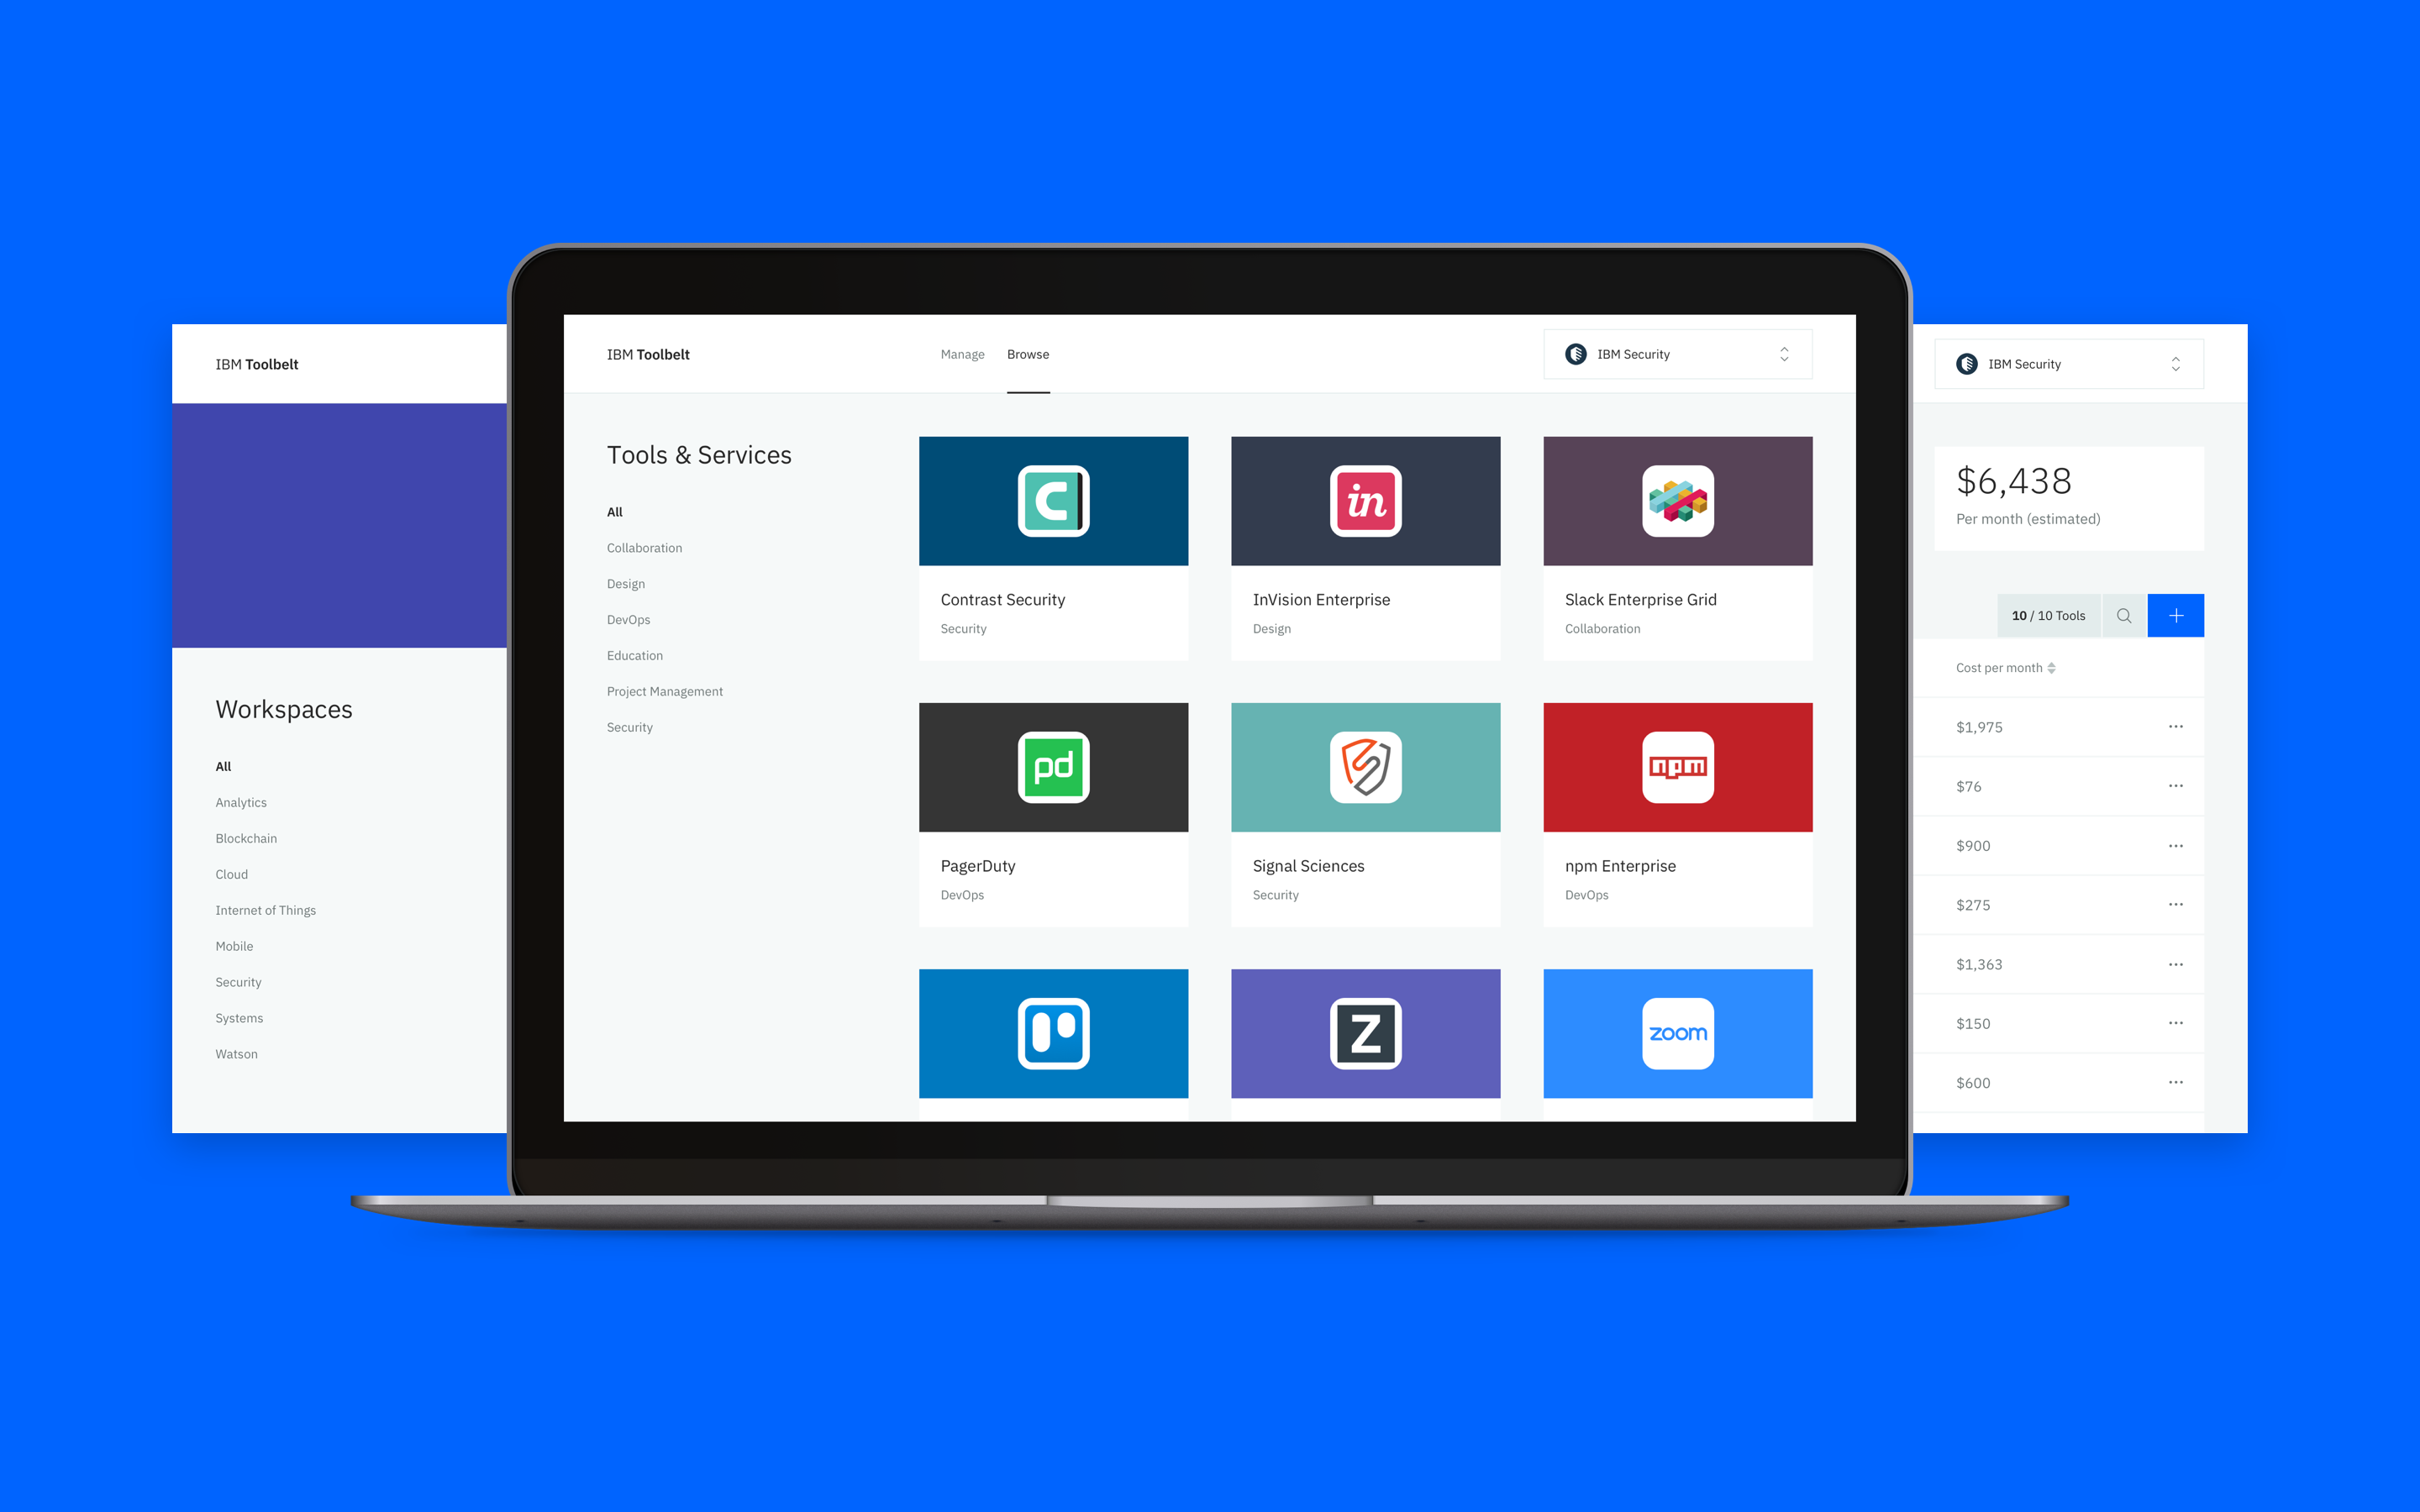 IBM Toolbelt
Workspaces
All
Analytics
Blockchain
Cloud
Internet of Things
Mobile
Security
Systems
Watson
IBM Toolbelt
Manage
Browse
IBM Security
Tools & Services
All
Collaboration
Design
DevOps
Education
Project Management
Security
C
Contrast Security
Security
in
InVision Enterprise
Design
Slack Enterprise Grid
Collaboration
pd
PagerDuty
DevOps
Signal Sciences
Security
npm
npm Enterprise
DevOps
Z
zoom
IBM Security
$6,438
Per month (estimated)
10 / 10 Tools
Cost per month
$1,975
$76
$900
$275
$1,363
$150
$600